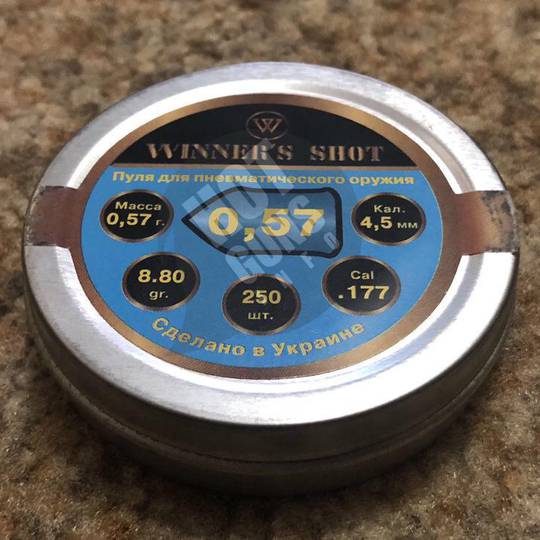 W
WINNER'S SHOT
Пуля для пневматического оружия
Масса
0,57 г.
0,57
Кал.
4,5 мм
8.80
gr.
250
шт.
Cal
.177
Сделано в Украине